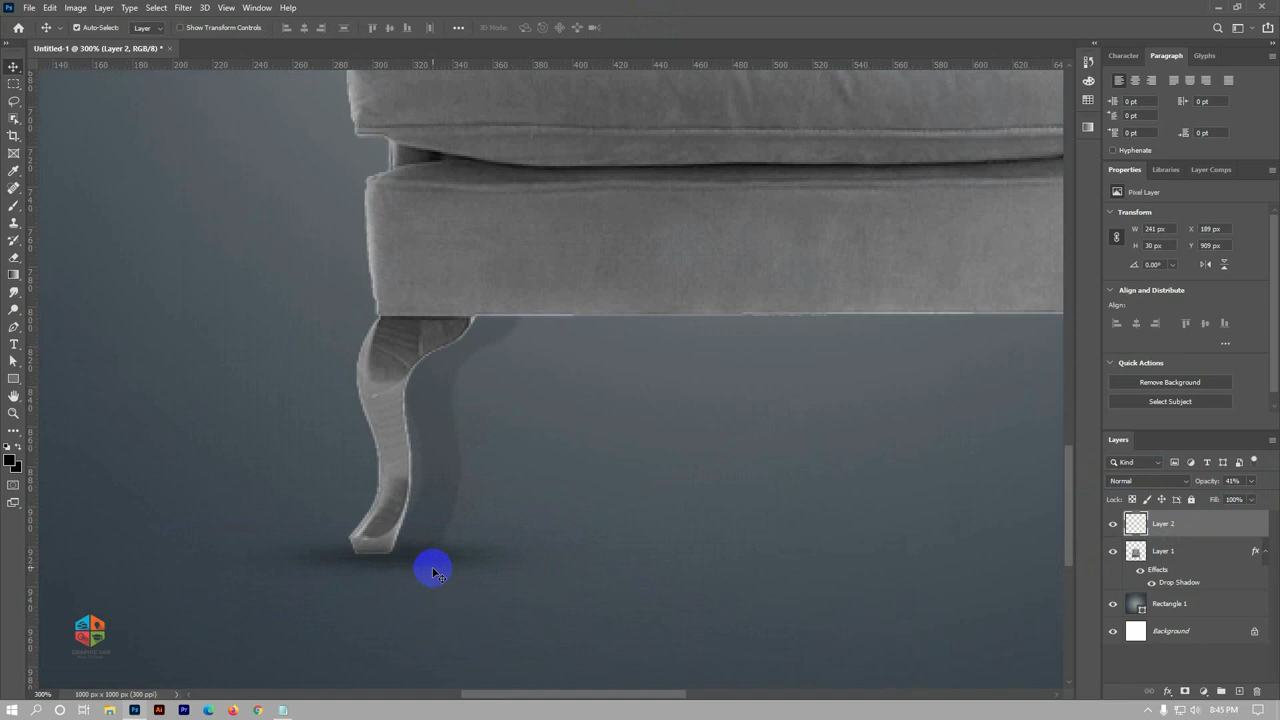 File Edit Image Layer Type Select Filter 3D View Window Help
Auto-Select: Layer Show Transform Controls 3D Mode:
Untitled-1 @ 300% (Layer 2, RGB/8) *
140 160 180 200 220 240 260 280 300 320 340 360 380 400 420 440 460 480 500 520 540 560 580 600 620 64
Character Paragraph Glyphs
0 pt 0 pt
0 pt
0 pt 0 pt
Hyphenate
Properties Libraries Layer Comps
Pixel Layer
Transform
W 241 px X 189 px
H 30 px Y 909 px
0.00°
Align and Distribute
Align:
Quick Actions
Remove Background
Select Subject
Layers
Kind
Normal Opacity: 41%
Lock: Fill: 100%
Layer 2
Layer 1 fx
Effects
Drop Shadow
Rectangle 1
Background
300% 1000 px x 1000 px (300 ppi)
8:45 PM